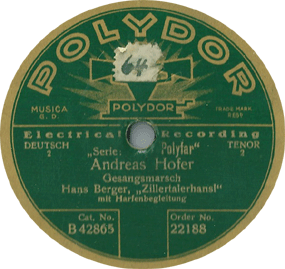 POLYDOR
64
POLYDOR
MUSICA
TRADE MARK
Electrical Recording
DEUTSCH
2
TENOR
2
„Serie Polyfar"
Andreas Hofer
Gesangsmarsch
Hans Berger, „Zillertalerhansl"
mit Harfenbegleitung
Cat. No.
B 42865
Order No.
22188